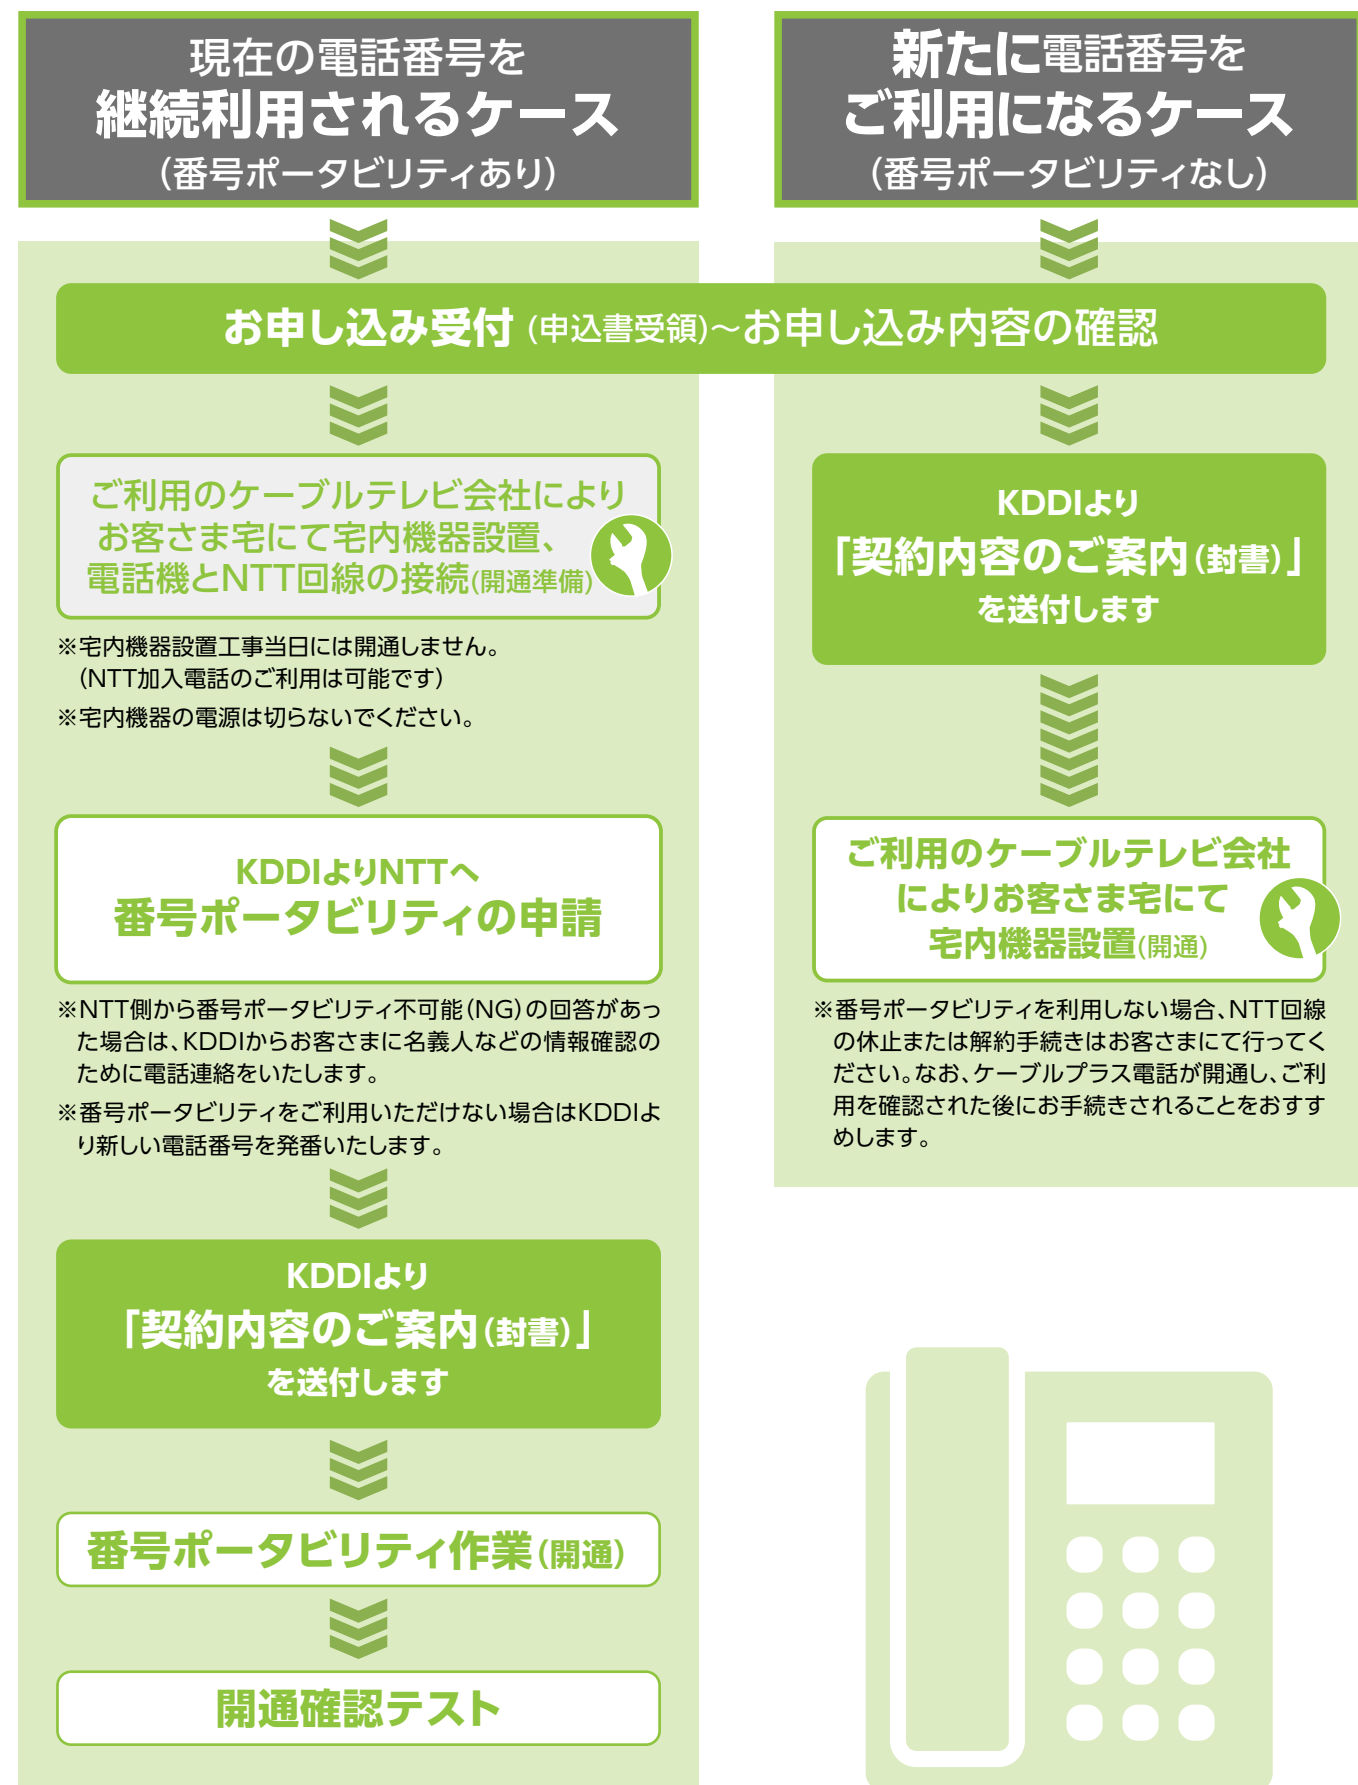 現在の電話番号を
継続利用されるケース
（番号ポータビリティあり）
新たに電話番号を
ご利用になるケース
（番号ポータビリティなし）
お申し込み受付（申込書受領）～お申し込み内容の確認
ご利用のケーブルテレビ会社により
お客さま宅にて宅内機器設置、
電話機とNTT回線の接続（開通準備）
※宅内機器設置工事当日には開通しません。
（NTT加入電話のご利用は可能です）
※宅内機器の電源は切らないでください。
KDDIよりNTTへ
番号ポータビリティの申請
※NTT側から番号ポータビリティ不可能（NG）の回答があっ
た場合は、KDDIからお客さまに名義人などの情報確認の
ために電話連絡をいたします。
※番号ポータビリティをご利用いただけない場合はKDDIよ
り新しい電話番号を発番いたします。
KDDIより
「契約内容のご案内（封書）」
を送付します
番号ポータビリティ作業（開通）
開通確認テスト
KDDIより
「契約内容のご案内（封書）」
を送付します
ご利用のケーブルテレビ会社
によりお客さま宅にて
宅内機器設置（開通）
※番号ポータビリティを利用しない場合、NTT回線
の休止または解約手続きはお客さまにて行ってく
ださい。なお、ケーブルプラス電話が開通し、ご利
用を確認された後にお手続きされることをおすす
めします。